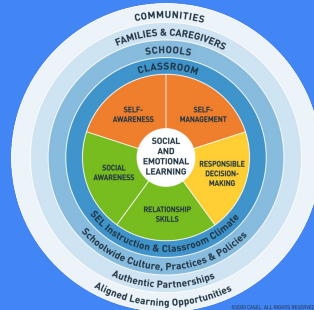 COMMUNITIES
FAMILIES & CAREGIVERS
SCHOOLS
CLASSROOM
SELF-
AWARENESS
SELF-
MANAGEMENT
SOCIAL
AND
EMOTIONAL
LEARNING
SOCIAL
AWARENESS
RESPONSIBLE
DECISION-
MAKING
RELATIONSHIP
SKILLS
SEL Instruction & Classroom Climate
Schoolwide Culture, Practices & Policies
Authentic Partnerships
Aligned Learning Opportunities
©2020 CASEL. ALL RIGHTS RESERVED